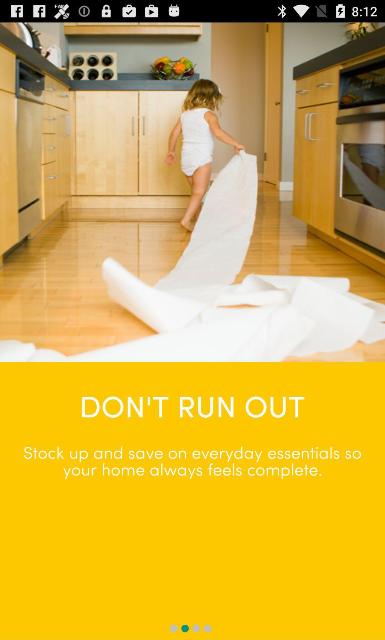 8:12
DON'T RUN OUT
Stock up and save on everyday essentials so
your home always feels complete.